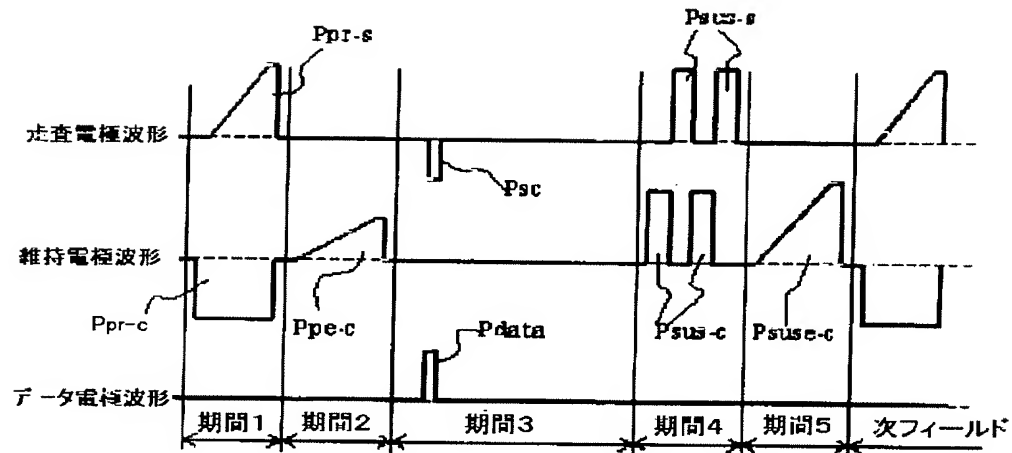 Ppr-s
Psus-s
走査電極波形
Psc
維持電極波形
Ppr-c
Ppe-c
Psus-c
Psuse-c
Pdata
データ電極波形
期間1
期間2
期間3
期間4
期間5
次フィールド